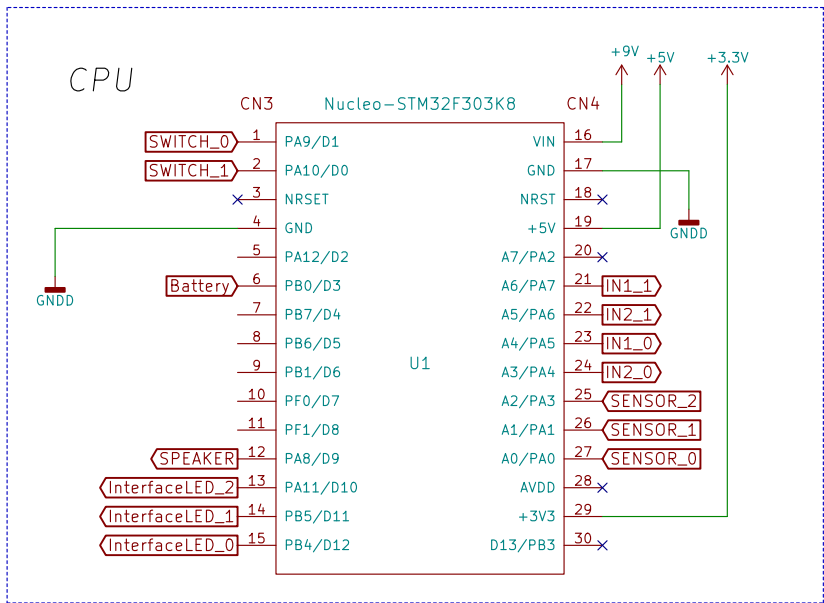 CPU
+9V
+5V
+3.3V
CN3
Nucleo-STM32F303K8
CN4
SWITCH_0 1 PA9/D1 VIN 16
SWITCH_1 2 PA10/D0 GND 17
3 NRSET NRST 18
4 GND +5V 19
GNDD
5 PA12/D2 A7/PA2 20
Battery 6 PB0/D3 A6/PA7 21 IN1_1
GNDD
7 PB7/D4 A5/PA6 22 IN2_1
8 PB6/D5 A4/PA5 23 IN1_0
U1
9 PB1/D6 A3/PA4 24 IN2_0
10 PF0/D7 A2/PA3 25 SENSOR_2
11 PF1/D8 A1/PA1 26 SENSOR_1
SPEAKER 12 PA8/D9 A0/PA0 27 SENSOR_0
InterfaceLED_2 13 PA11/D10 AVDD 28
InterfaceLED_1 14 PB5/D11 +3V3 29
InterfaceLED_0 15 PB4/D12 D13/PB3 30